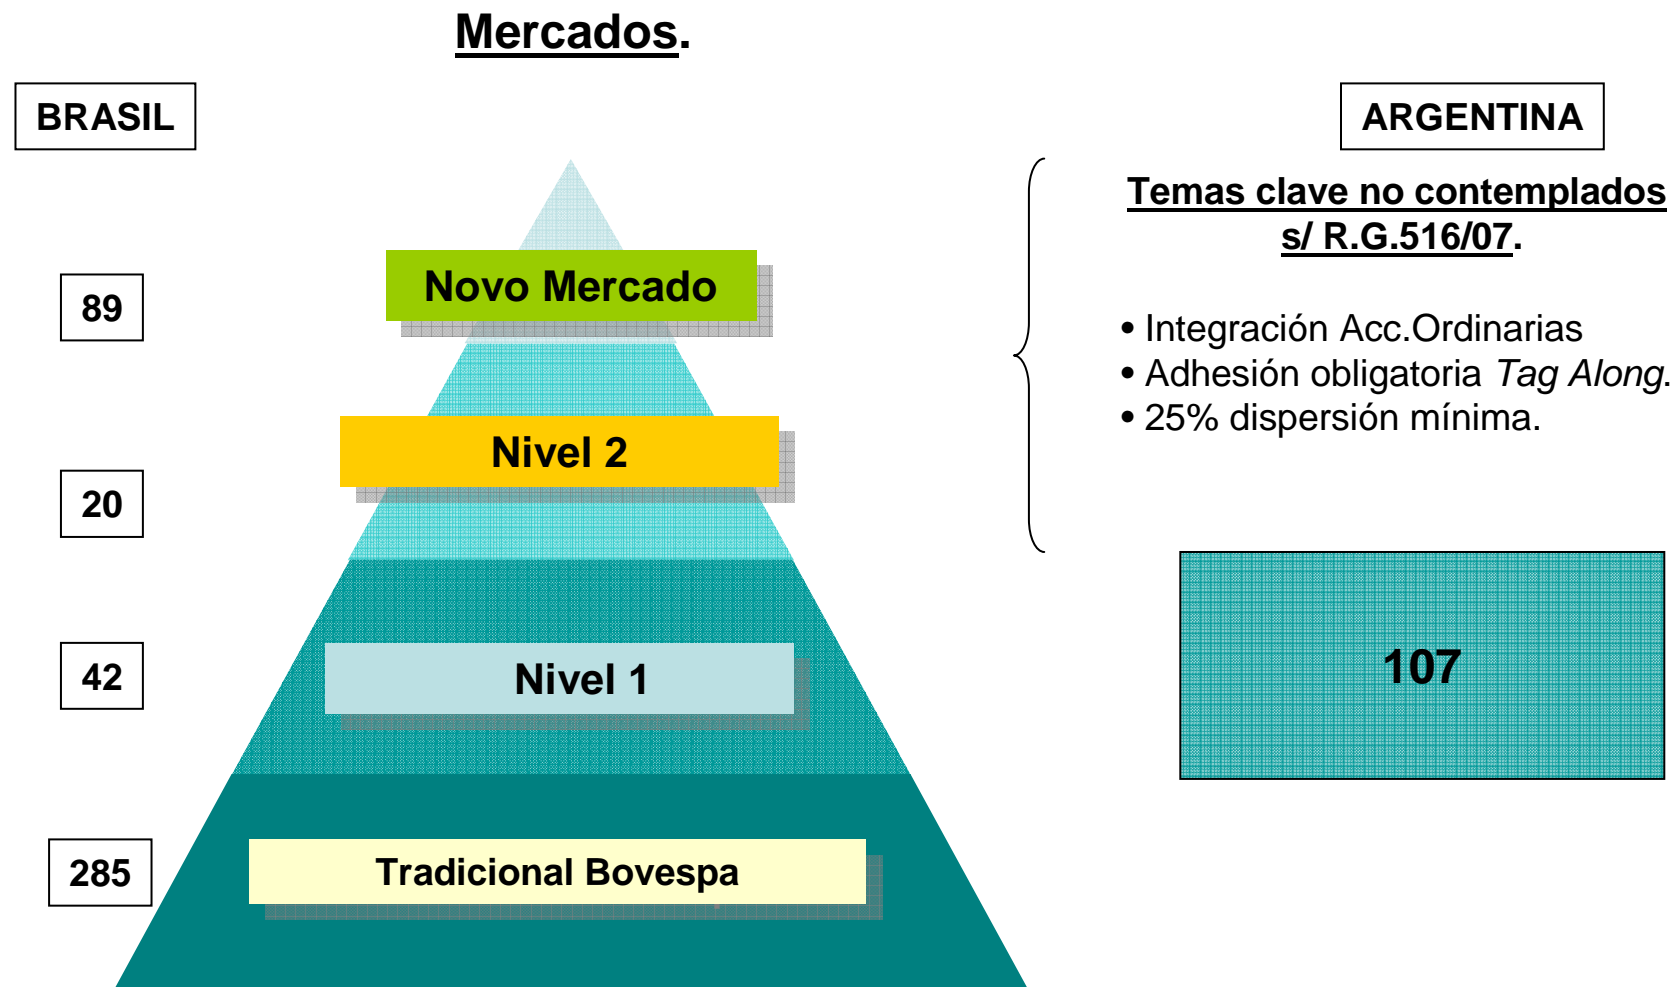 Mercados.
BRASIL
ARGENTINA
Temas clave no contemplados
s/ R.G.516/07.
Novo Mercado
89
• Integración Acc.Ordinarias
• Adhesión obligatoria Tag Along.
• 25% dispersión mínima.
Nivel 2
20
Nivel 1
42
107
Tradicional Bovespa
285